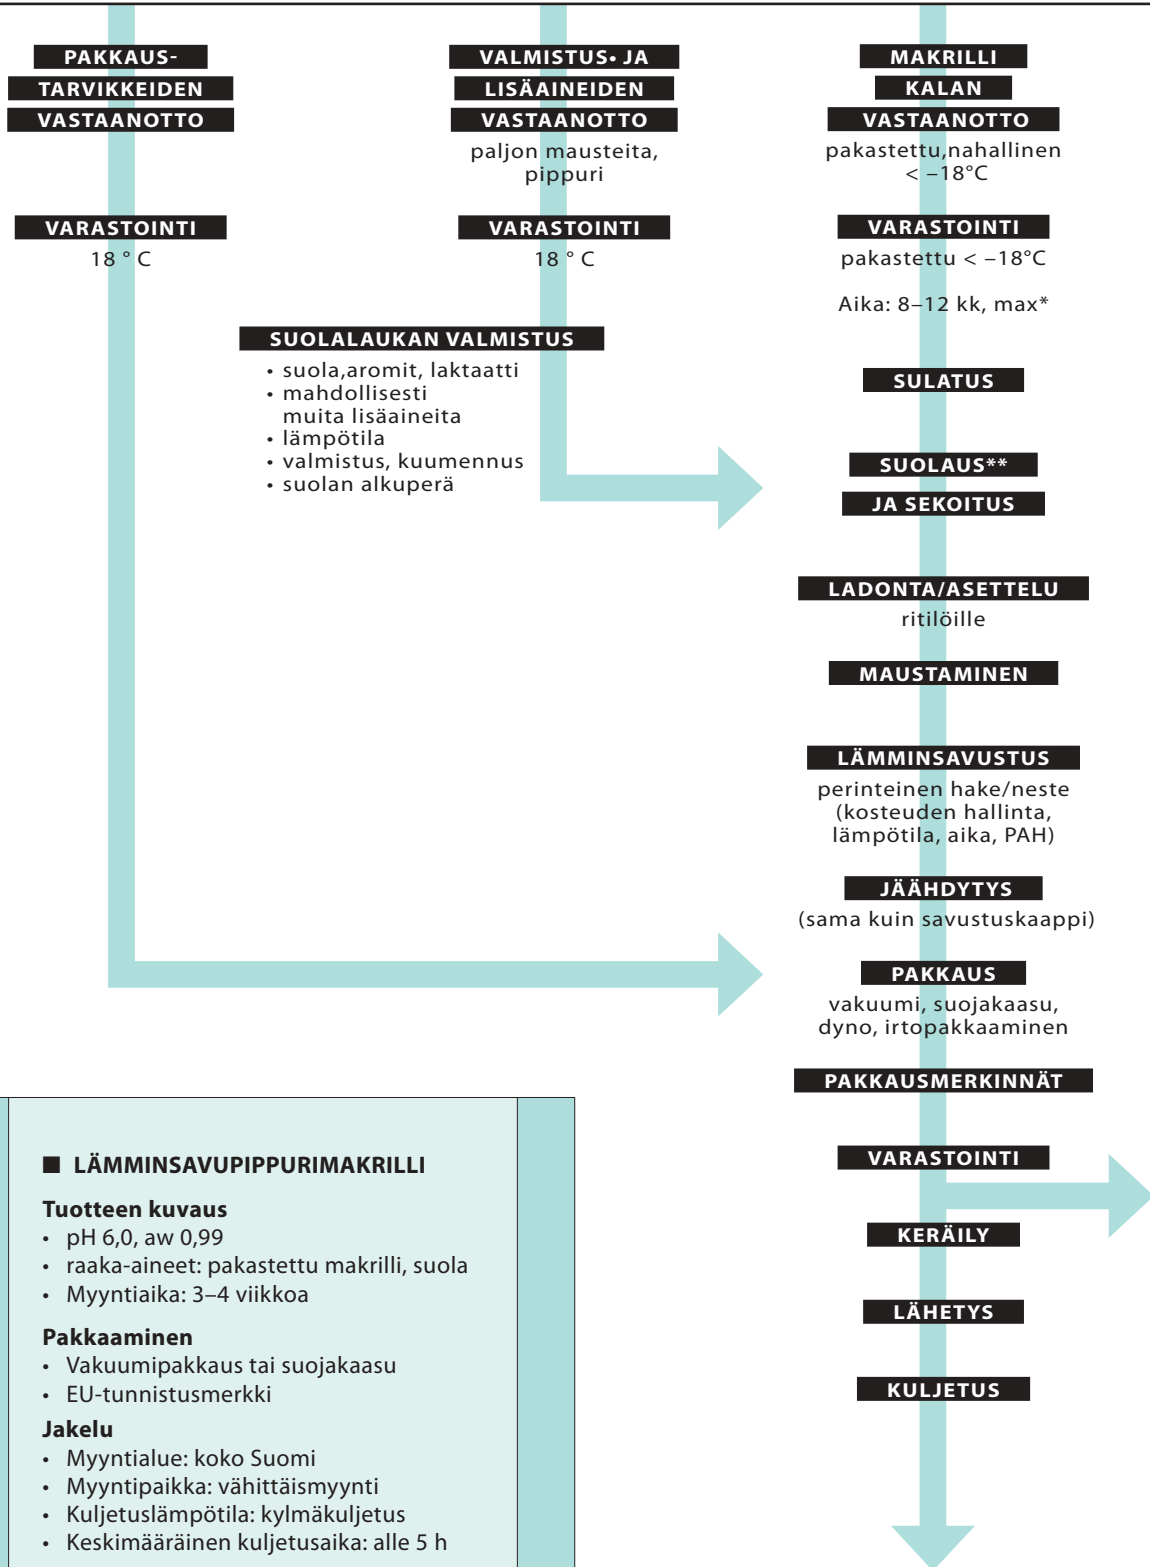 PAKKAUS-
TARVIKKEIDEN
VASTAANOTTO
VARASTOINTI
18 ° C
VALMISTUS• JA
LISÄAINEIDEN
VASTAANOTTO
paljon mausteita,
pippuri
VARASTOINTI
18 ° C
SUOLALAUKAN VALMISTUS
• suola,aromit, laktaatti
• mahdollisesti
muita lisäaineita
• lämpötila
• valmistus, kuumennus
• suolan alkuperä
MAKRILLI
KALAN
VASTAANOTTO
pakastettu,nahallinen
< –18°C
VARASTOINTI
pakastettu < –18°C
Aika: 8–12 kk, max*
SULATUS
SUOLAUS**
JA SEKOITUS
LADONTA/ASETTELU
ritilöille
MAUSTAMINEN
LÄMMINSAVUSTUS
perinteinen hake/neste
(kosteuden hallinta,
lämpötila, aika, PAH)
JÄÄHDYTYS
(sama kuin savustuskaappi)
PAKKAUS
vakuumi, suojakaasu,
dyno, irtopakkaaminen
PAKKAUSMERKINNÄT
VARASTOINTI
KERÄILY
LÄHETYS
KULJETUS
■ LÄMMINSAVUPIPPURIMAKRILLI
Tuotteen kuvaus
• pH 6,0, aw 0,99
• raaka-aineet: pakastettu makrilli, suola
• Myyntiaika: 3–4 viikkoa
Pakkaaminen
• Vakuumipakkaus tai suojakaasu
• EU-tunnistusmerkki
Jakelu
• Myyntialue: koko Suomi
• Myyntipaikka: vähittäismyynti
• Kuljetuslämpötila: kylmäkuljetus
• Keskimääräinen kuljetusaika: alle 5 h